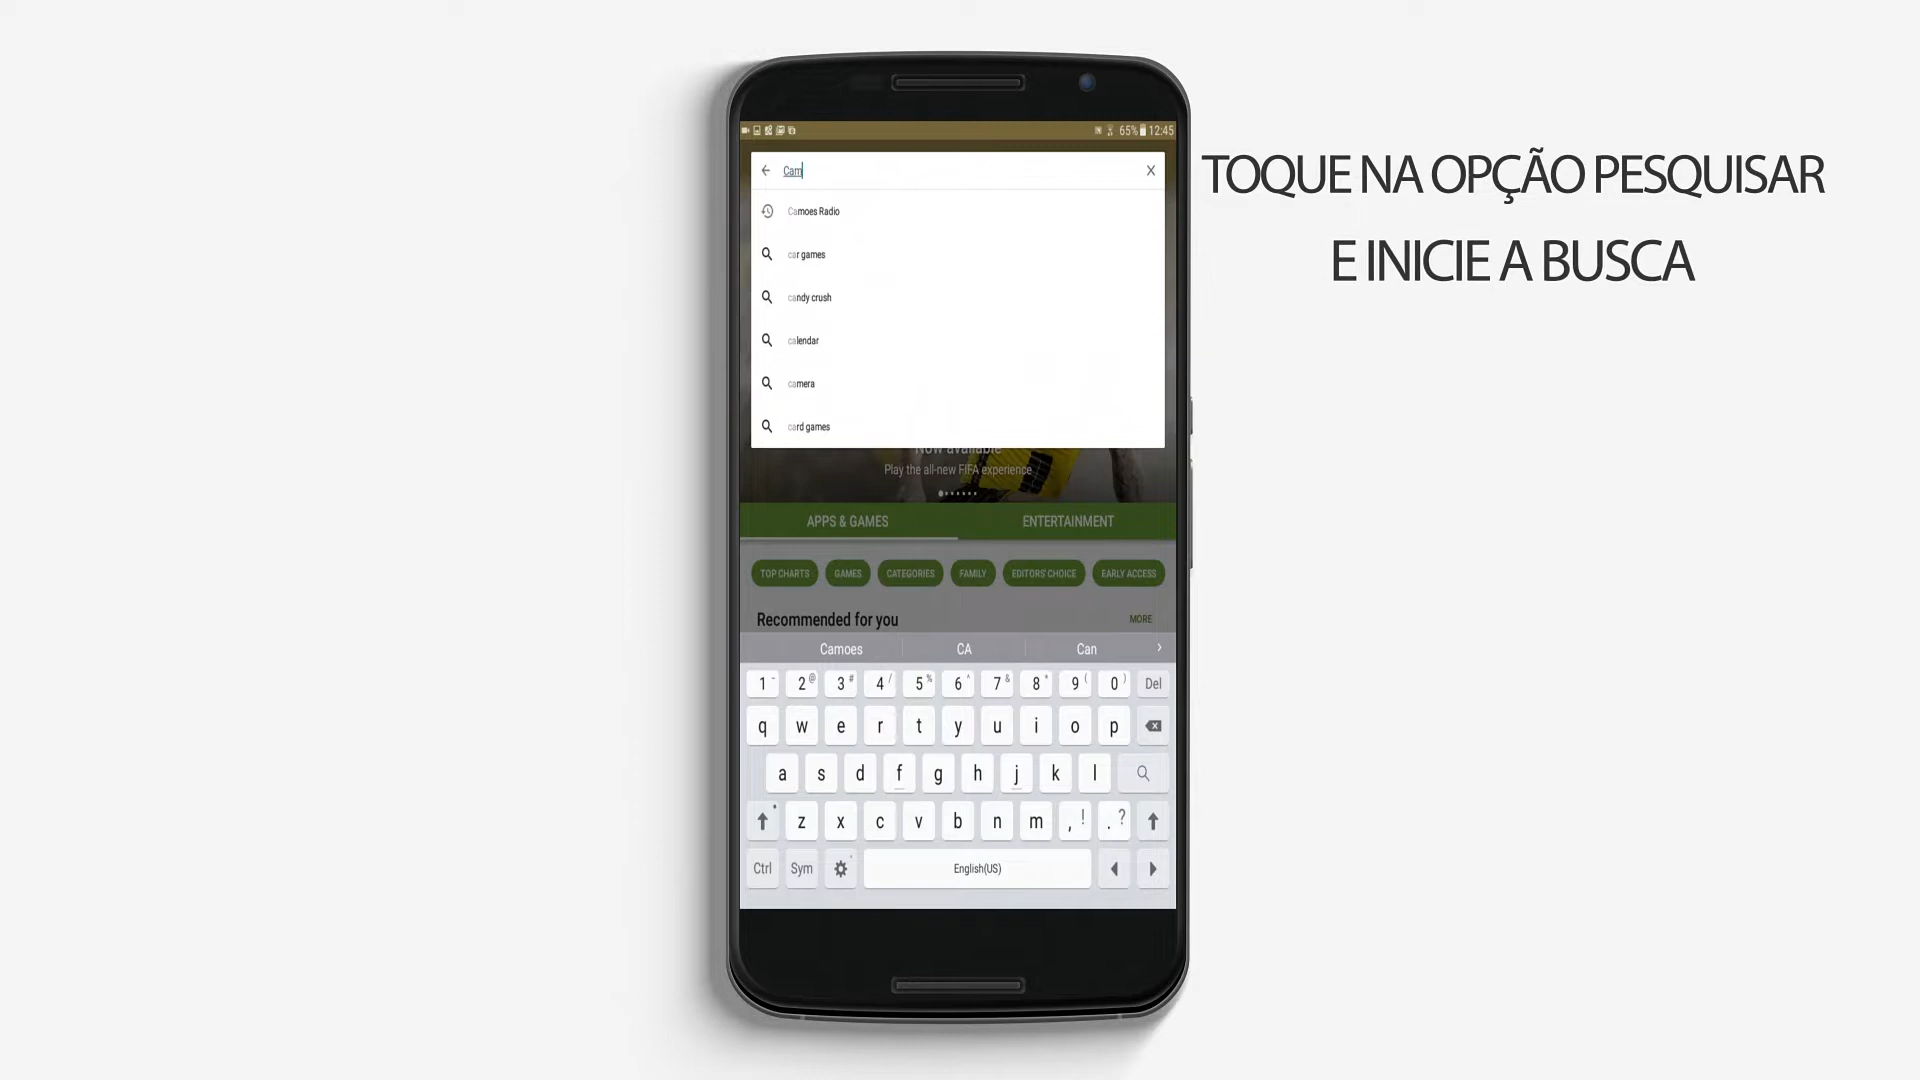 65% 12:45
Cam
X
TOQUE NA OPÇÃO PESQUISAR
E INICIE A BUSCA
Camoes Radio
car games
candy crush
calendar
camera
card games
Now available
Play the all-new FIFA experience
APPS & GAMES ENTERTAINMENT
TOP CHARTS GAMES CATEGORIES FAMILY EDITORS' CHOICE EARLY ACCESS
Recommended for you MORE
Camoes CA Can
1 - 2 @ 3 # 4 / 5 % 6 ^ 7 & 8 * 9 ( 0 ) Del
q w e r t y u i o p
a s d f g h j k l
z x c v b n m , ! . ?
Ctrl Sym English(US)